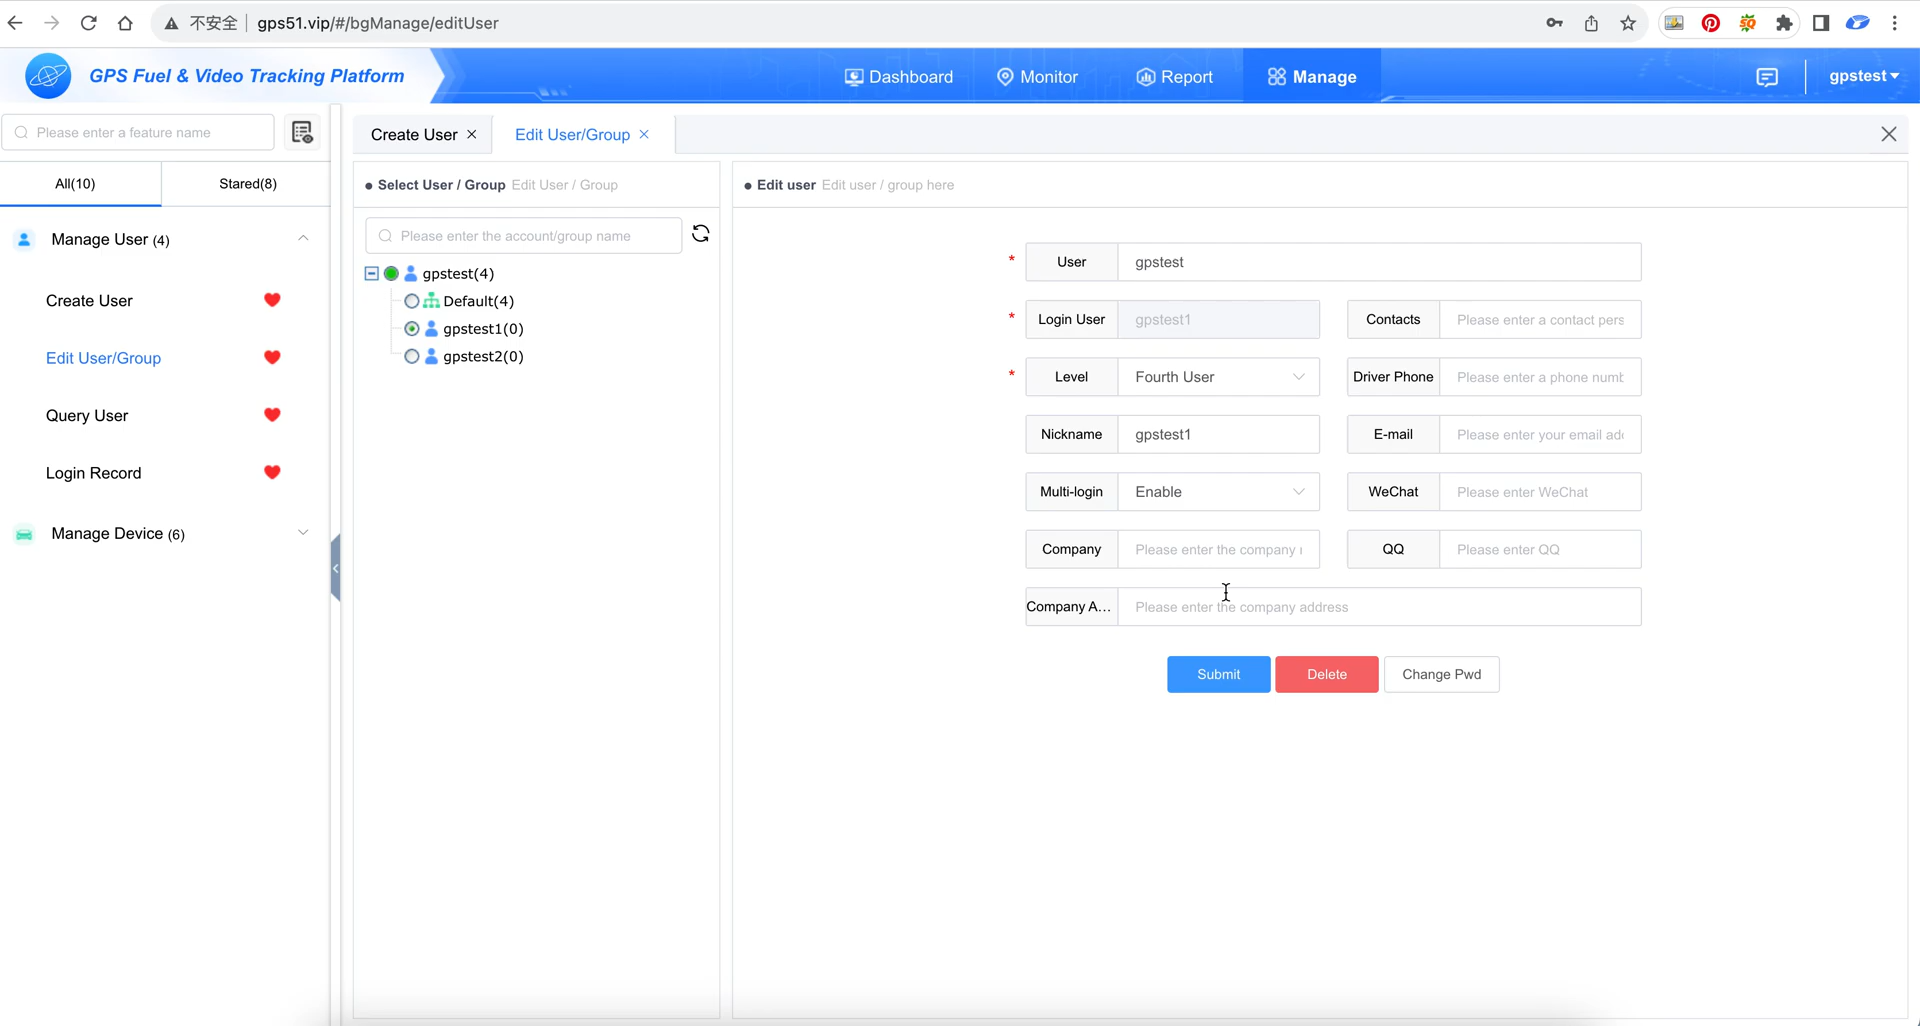 不安全 gps51.vip/#/bgManage/editUser
GPS Fuel & Video Tracking Platform
Dashboard
Monitor
Report
Manage
gpstest
Please enter a feature name
All(10)
Stared(8)
Manage User (4)
Create User
Edit User/Group
Query User
Login Record
Manage Device (6)
Create User
Edit User/Group
Select User / Group Edit User / Group
Please enter the account/group name
gpstest(4)
Default(4)
gpstest1(0)
gpstest2(0)
Edit user Edit user / group here
* User gpstest
* Login User gpstest1
Contacts Please enter a contact pers
* Level Fourth User
Driver Phone Please enter a phone numb
Nickname gpstest1
E-mail Please enter your email add
Multi-login Enable
WeChat Please enter WeChat
Company Please enter the company n
QQ Please enter QQ
Company A... Please enter the company address
Submit
Delete
Change Pwd